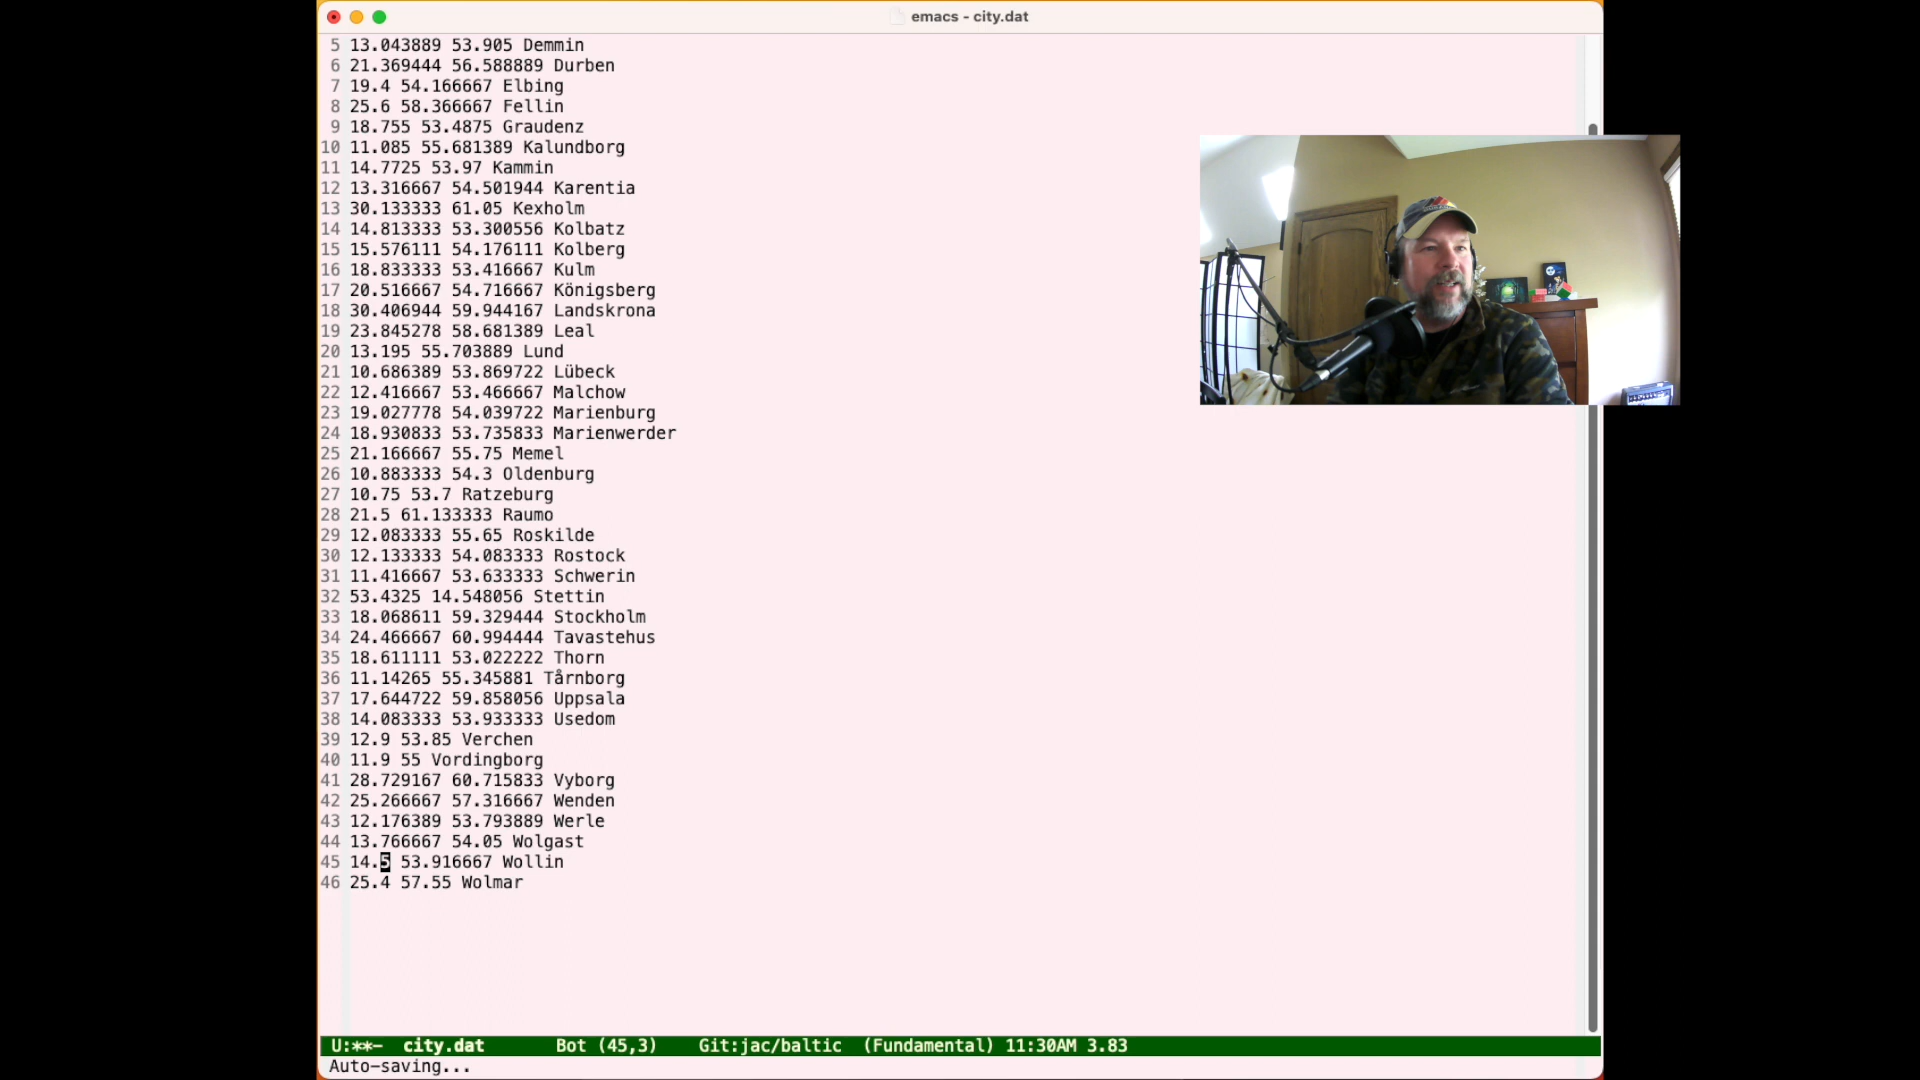 emacs - city.dat
5 13.043889 53.905 Demmin
6 21.369444 56.588889 Durben
7 19.4 54.166667 Elbing
8 25.6 58.366667 Fellin
9 18.755 53.4875 Graudenz
10 11.085 55.681389 Kalundborg
11 14.7725 53.97 Kammin
12 13.316667 54.501944 Karentia
13 30.133333 61.05 Kexholm
14 14.813333 53.300556 Kolbatz
15 15.576111 54.176111 Kolberg
16 18.833333 53.416667 Kulm
17 20.516667 54.716667 Königsberg
18 30.406944 59.944167 Landskrona
19 23.845278 58.681389 Leal
20 13.195 55.703889 Lund
21 10.686389 53.869722 Lübeck
22 12.416667 53.466667 Malchow
23 19.027778 54.039722 Marienburg
24 18.930833 53.735833 Marienwerder
25 21.166667 55.75 Memel
26 10.883333 54.3 Oldenburg
27 10.75 53.7 Ratzeburg
28 21.5 61.133333 Raumo
29 12.083333 55.65 Roskilde
30 12.133333 54.083333 Rostock
31 11.416667 53.633333 Schwerin
32 53.4325 14.548056 Stettin
33 18.068611 59.329444 Stockholm
34 24.466667 60.994444 Tavastehus
35 18.611111 53.022222 Thorn
36 11.14265 55.345881 Tårnborg
37 17.644722 59.858056 Uppsala
38 14.083333 53.933333 Usedom
39 12.9 53.85 Verchen
40 11.9 55 Vordingborg
41 28.729167 60.715833 Vyborg
42 25.266667 57.316667 Wenden
43 12.176389 53.793889 Werle
44 13.766667 54.05 Wolgast
45 14.5 53.916667 Wollin
46 25.4 57.55 Wolmar
U:**- city.dat Bot (45,3) Git:jac/baltic (Fundamental) 11:30AM 3.83
Auto-saving...